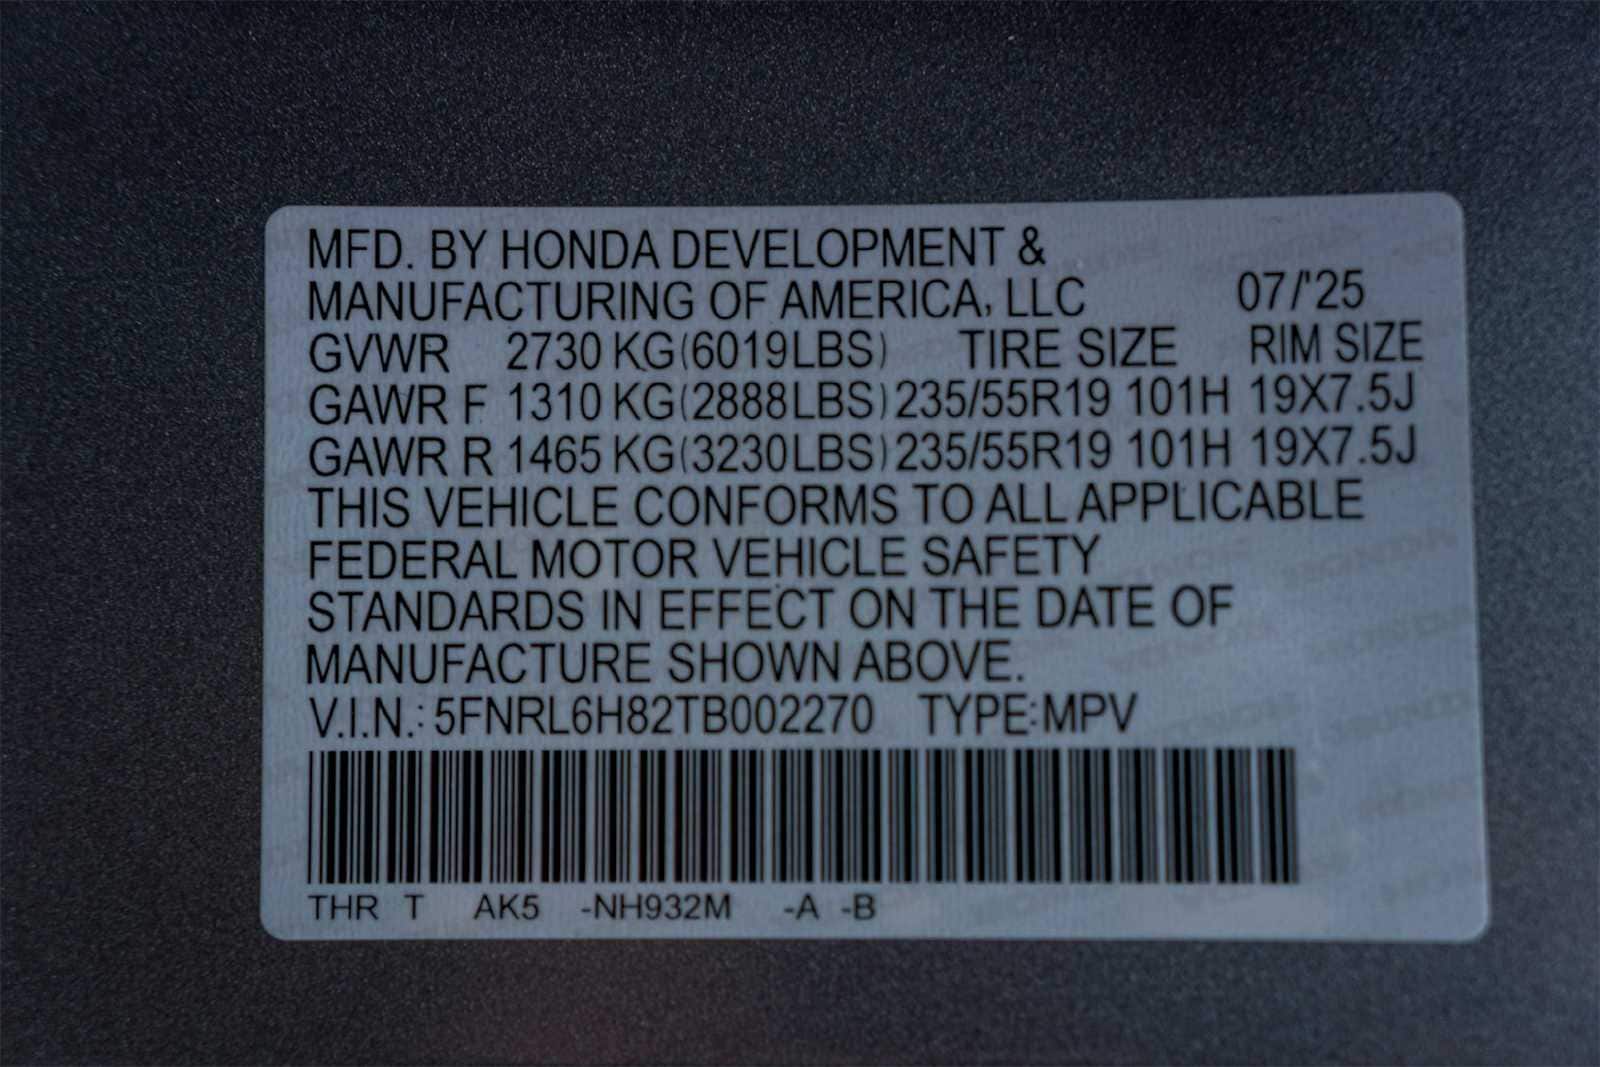 MFD. BY HONDA DEVELOPMENT &
MANUFACTURING OF AMERICA, LLC 07/'25
GVWR 2730 KG(6019LBS) TIRE SIZE RIM SIZE
GAWR F 1310 KG(2888LBS) 235/55R19 101H 19X7.5J
GAWR R 1465 KG(3230LBS) 235/55R19 101H 19X7.5J
THIS VEHICLE CONFORMS TO ALL APPLICABLE
FEDERAL MOTOR VEHICLE SAFETY
STANDARDS IN EFFECT ON THE DATE OF
MANUFACTURE SHOWN ABOVE.
V.I.N.: 5FNRL6H82TB002270 TYPE:MPV
THR T AK5 -NH932M -A -B